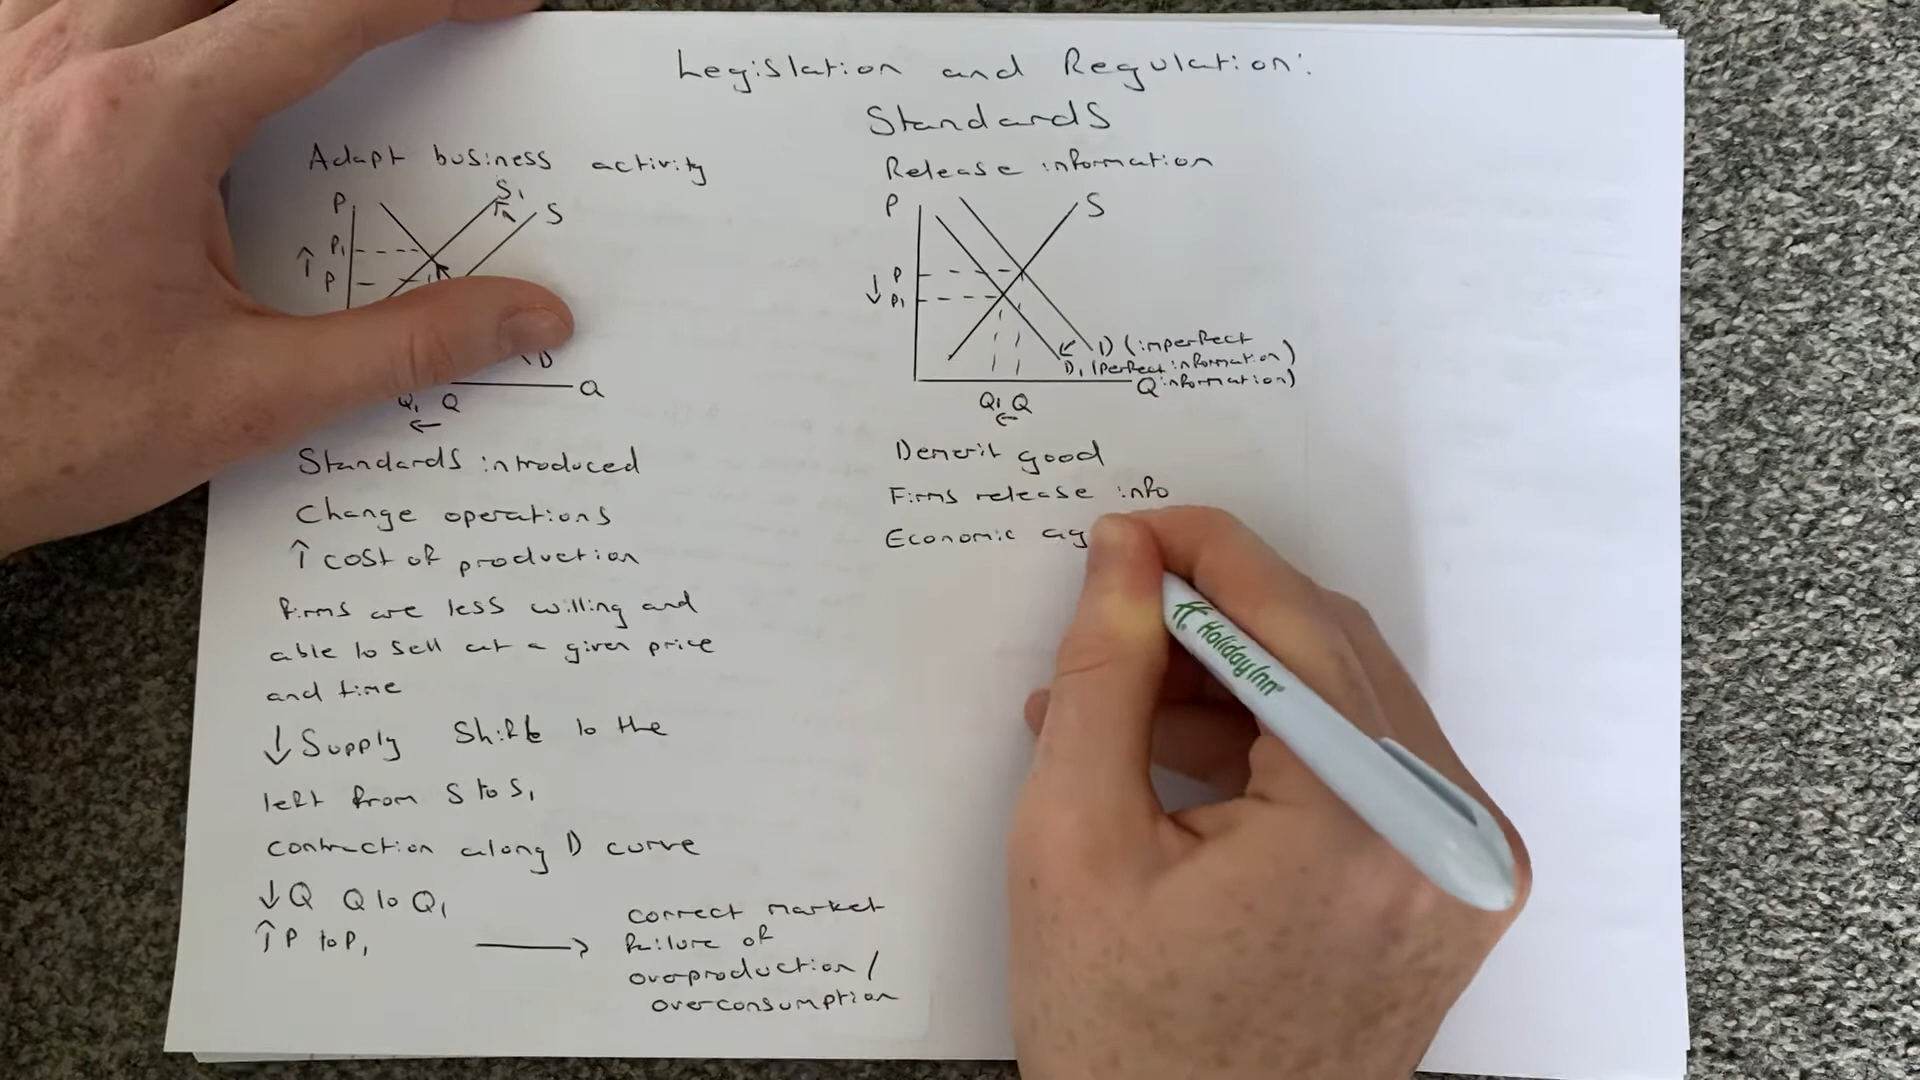 Legislation and Regulation:
Standards
Adapt business activity
P
S1
S
P1
P
D
Q
Q1 Q
Standards introduced
Change operations
↑ cost of production
firms are less willing and
able to sell at a given price
and time
↓ Supply Shift to the
left from S to S1
contraction along D curve
↓ Q Q to Q1
↑ P to P1
correct market
failure of
overproduction /
overconsumption
Release information
P
S
P
P1
D (imperfect
D1 (perfect information)
Q information)
Q1 Q
Demerit good
Firms release info
Economic ag
Holiday Inn